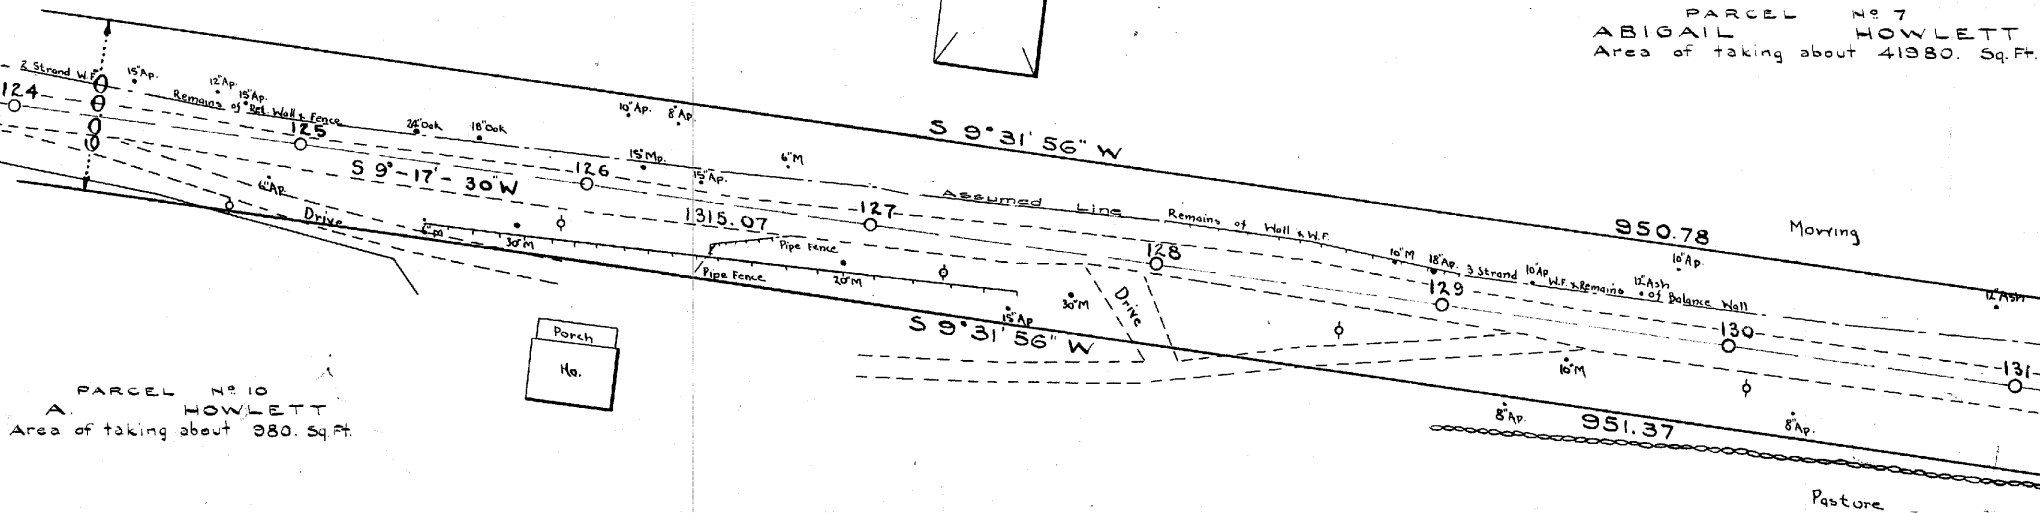 PARCEL Nº 7
ABIGAIL HOWLETT
Area of taking about 41980. Sq.Ft.
2 Strand W.F.
15"Ap.
12"Ap.
15"Ap.
Remains of Ret. Wall & Fence
24"Oak
18"Oak
10"Ap.
8"Ap.
S 9° 31' 56" W
124
125
S 9°-17'-30"W
126
15"Mp.
15"Ap.
6"M
6"Ap.
Drive
6"M
30"M
1315.07
127
Assumed Line
Remains of Wall & W.F.
950.78
Mowing
Pipe Fence
Pipe Fence
20"M
128
10"M
18"Ap.
3 Strand
10"Ap.
W.F. & Remains of Balance Wall
12"Ash
10"Ap.
12"Ash
129
130
131
Drive
30"M
15"Ap
S 9° 31' 56" W
10"M
8"Ap.
951.37
8"Ap.
Pasture
Porch
Ho.
PARCEL Nº 10
A. HOWLETT
Area of taking about 980. Sq.Ft.